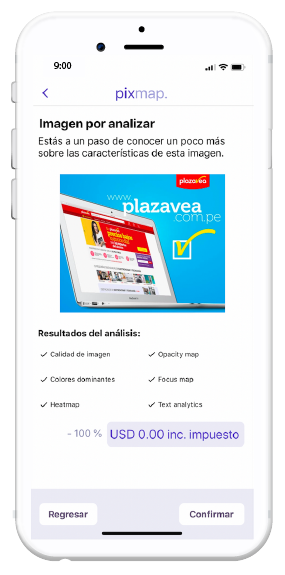 9:00
pixmap.
Imagen por analizar
Estás a un paso de conocer un poco más
sobre las características de esta imagen.
plazavea
www.
plazavea
.com.pe
Resultados del análisis:
Calidad de imagen
Opacity map
Colores dominantes
Focus map
Heatmap
Text analytics
- 100 %
USD 0.00 inc. impuesto
Regresar
Confirmar